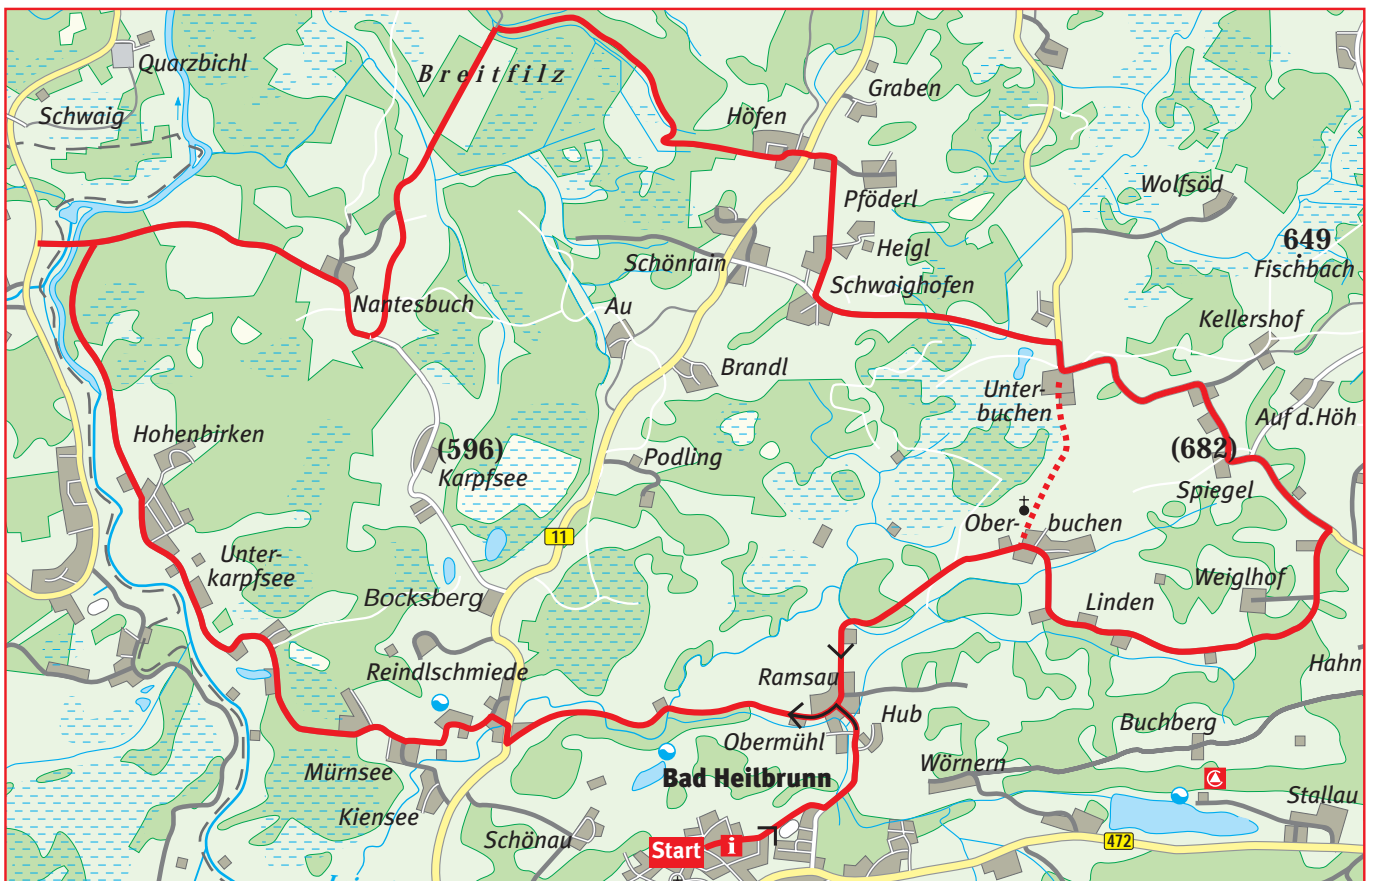 Quarzbichl
Breitfilz
Graben
Schwaig
Höfen
Wolfsöd
Pföderl
649
Heigl
Fischbach
Schönrain
Schwaighofen
Nantesbuch
Au
Kellershof
Brandl
Unter-
buchen
Auf d.Höh
Hohenbirken
(596)
Karpfsee
(682)
Podling
Spiegel
Ober- buchen
11
Unter-
karpfsee
Weiglhof
Bocksberg
Linden
Reindlschmiede
Ramsau
Hahn
Hub
Buchberg
Obermühl
Mürnsee
Wörnern
Bad Heilbrunn
Kiensee
Stallau
Schönau
472
Start i